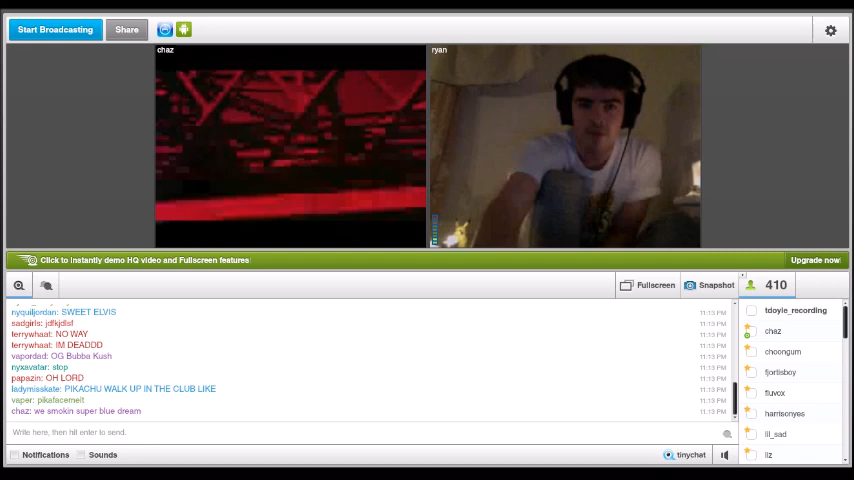 Start Broadcasting
Share
chaz
ryan
Click to instantly demo HQ video and Fullscreen features
Upgrade now
Fullscreen
Snapshot
410
nyquiljordan: SWEET ELVIS
11:13 PM
sadgirls: jdfkjdlsf
11:13 PM
terrywhaat: NO WAY
11:13 PM
terrywhaat: IM DEADDD
11:13 PM
vapordad: OG Bubba Kush
11:13 PM
nyxavatar: stop
11:13 PM
papazin: OH LORD
11:13 PM
ladymisskate: PIKACHU WALK UP IN THE CLUB LIKE
11:13 PM
vaper: pikafacemelt
11:13 PM
chaz: we smokin super blue dream
11:13 PM
tdoyle_recording
chaz
choongum
fjortisboy
fluvox
harrisonyes
lil_sad
liz
Write here, then hit enter to send.
Notifications
Sounds
tinychat